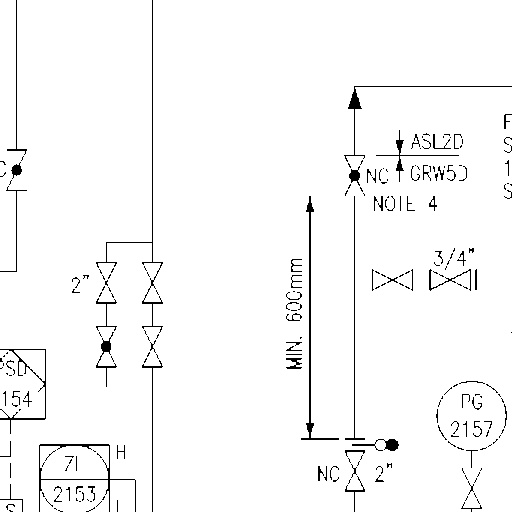 ASL2D
F
S
1
S
C
NC
GRW5D
NOTE 4
3/4"
2"
MIN. 600mm
PSD
154
PG
2157
H
ZI
2153
NC
2"
S